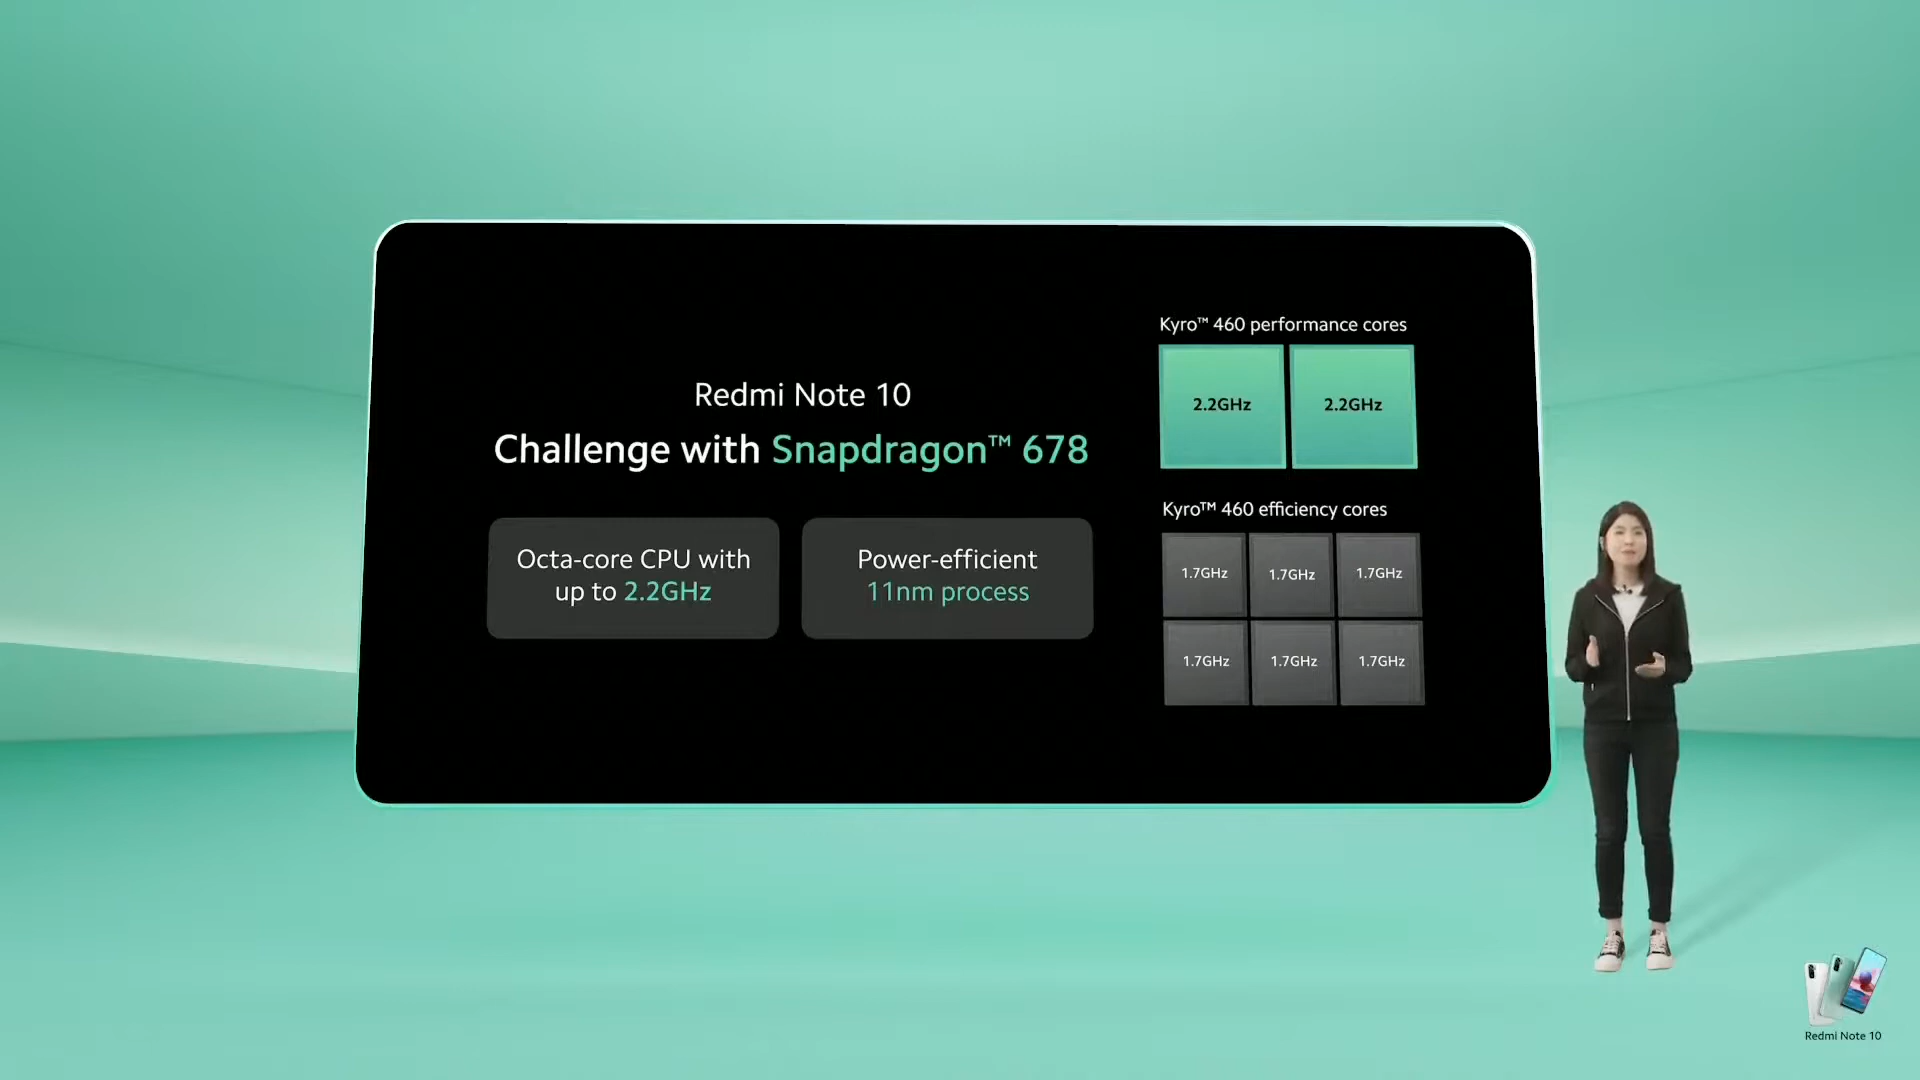 Redmi Note 10
Challenge with Snapdragon™ 678
Octa-core CPU with
up to 2.2GHz
Power-efficient
11nm process
Kyro™ 460 performance cores
2.2GHz 2.2GHz
Kyro™ 460 efficiency cores
1.7GHz 1.7GHz 1.7GHz
1.7GHz 1.7GHz 1.7GHz
Redmi Note 10